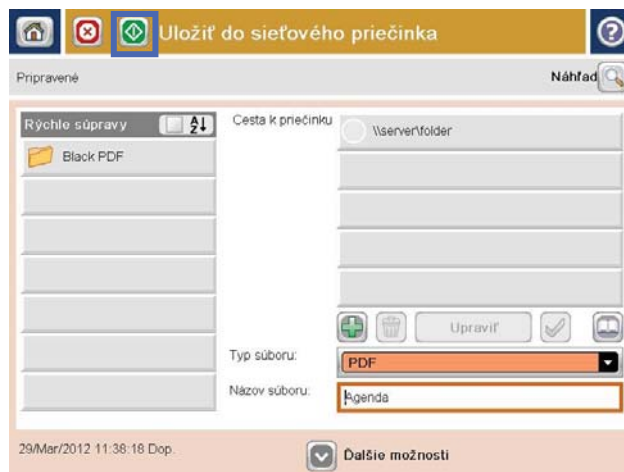 Uložiť do sieťového priečinka
Pripravené
Náhľad
Rýchle súpravy
Cesta k priečinku
\\server\folder
Black PDF
Upraviť
Typ súboru:
PDF
Názov súboru:
Agenda
29/Mar/2012 11:38:18 Dop.
Ďalšie možnosti